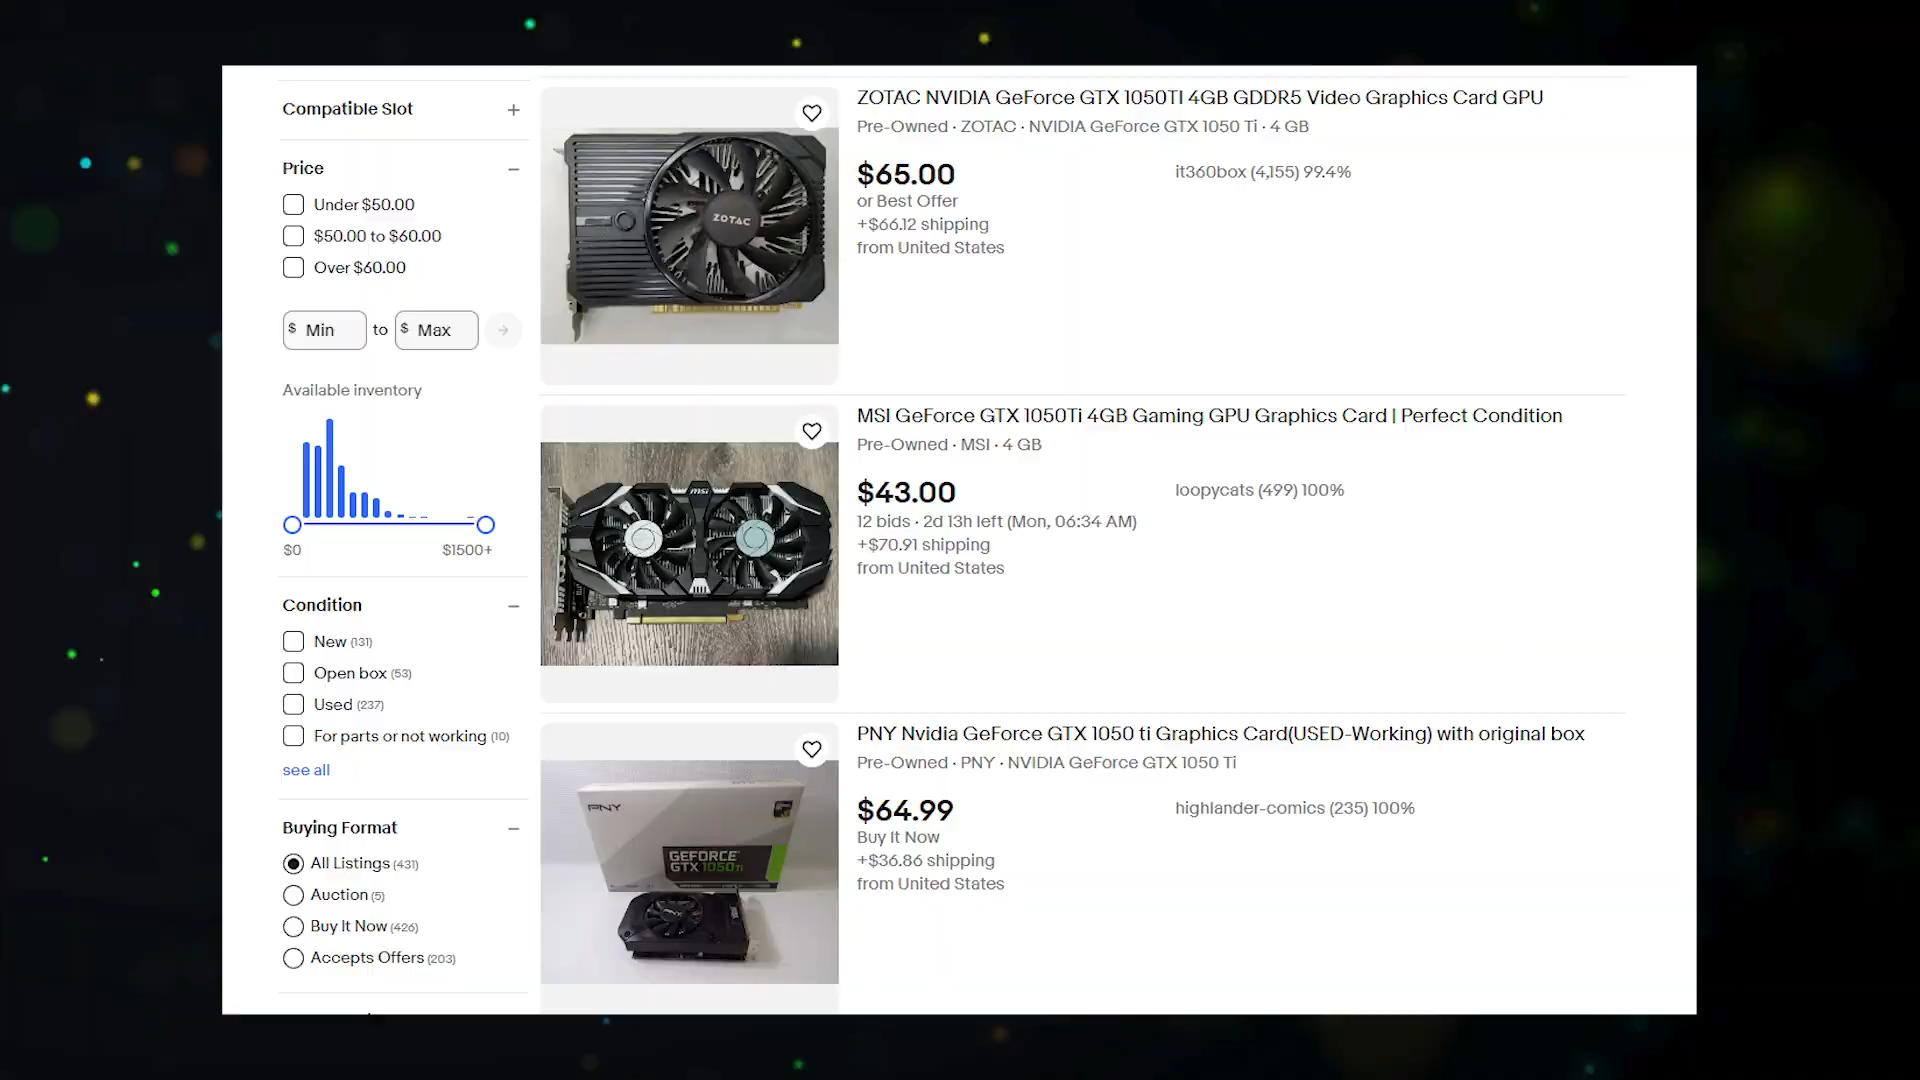 Compatible Slot
Price
Under $50.00
$50.00 to $60.00
Over $60.00
$ Min to $ Max
Available inventory
$0 $1500+
Condition
New (131)
Open box (53)
Used (237)
For parts or not working (10)
see all
Buying Format
All Listings (431)
Auction (5)
Buy It Now (426)
Accepts Offers (203)
ZOTAC
ZOTAC NVIDIA GeForce GTX 1050TI 4GB GDDR5 Video Graphics Card GPU
Pre-Owned · ZOTAC · NVIDIA GeForce GTX 1050 Ti · 4 GB
$65.00 it360box (4,155) 99.4%
or Best Offer
+$66.12 shipping
from United States
msi
MSI GeForce GTX 1050Ti 4GB Gaming GPU Graphics Card | Perfect Condition
Pre-Owned · MSI · 4 GB
$43.00 loopycats (499) 100%
12 bids · 2d 13h left (Mon, 06:34 AM)
+$70.91 shipping
from United States
PNY
GEFORCE
GTX 1050Ti
PNY
PNY Nvidia GeForce GTX 1050 ti Graphics Card(USED-Working) with original box
Pre-Owned · PNY · NVIDIA GeForce GTX 1050 Ti
$64.99 highlander-comics (235) 100%
Buy It Now
+$36.86 shipping
from United States